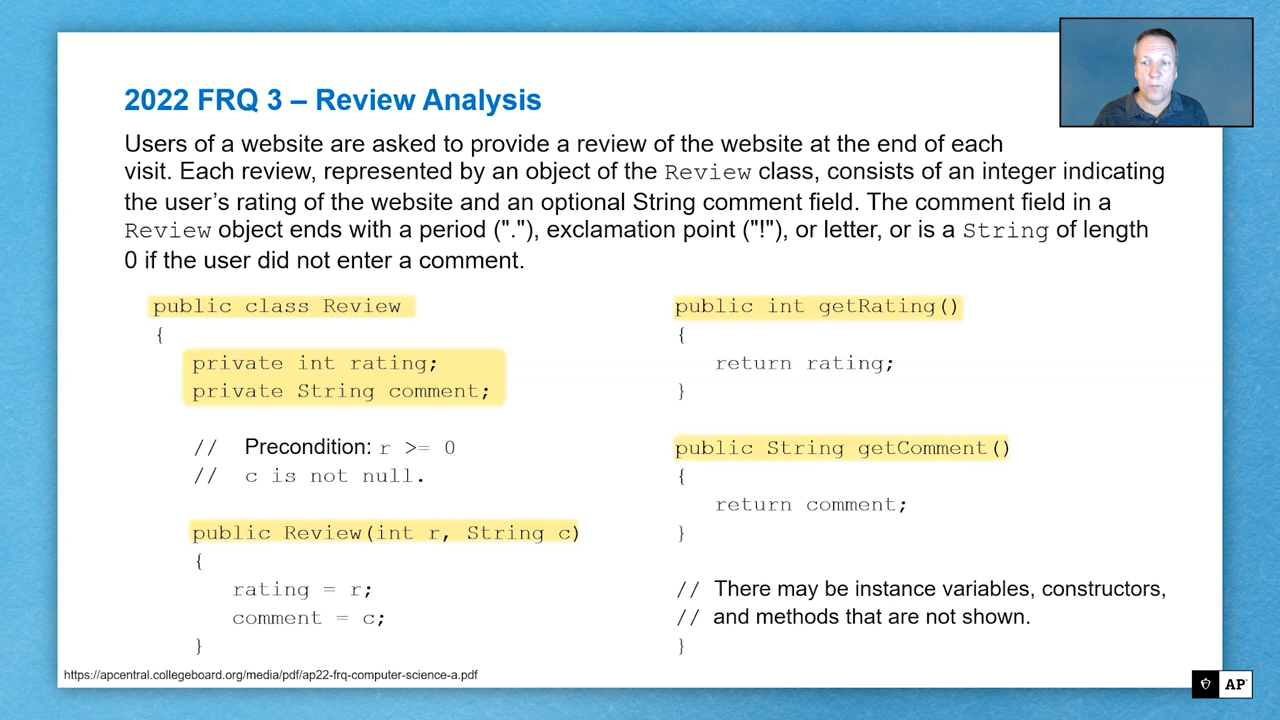 2022 FRQ 3 – Review Analysis
Users of a website are asked to provide a review of the website at the end of each
visit. Each review, represented by an object of the Review class, consists of an integer indicating
the user's rating of the website and an optional String comment field. The comment field in a
Review object ends with a period ("."), exclamation point ("!"), or letter, or is a String of length
0 if the user did not enter a comment.
public class Review
{
private int rating;
private String comment;
// Precondition: r >= 0
// c is not null.
public Review(int r, String c)
{
rating = r;
comment = c;
}
public int getRating()
{
return rating;
}
public String getComment()
{
return comment;
}
// There may be instance variables, constructors,
// and methods that are not shown.
}
https://apcentral.collegeboard.org/media/pdf/ap22-frq-computer-science-a.pdf
AP